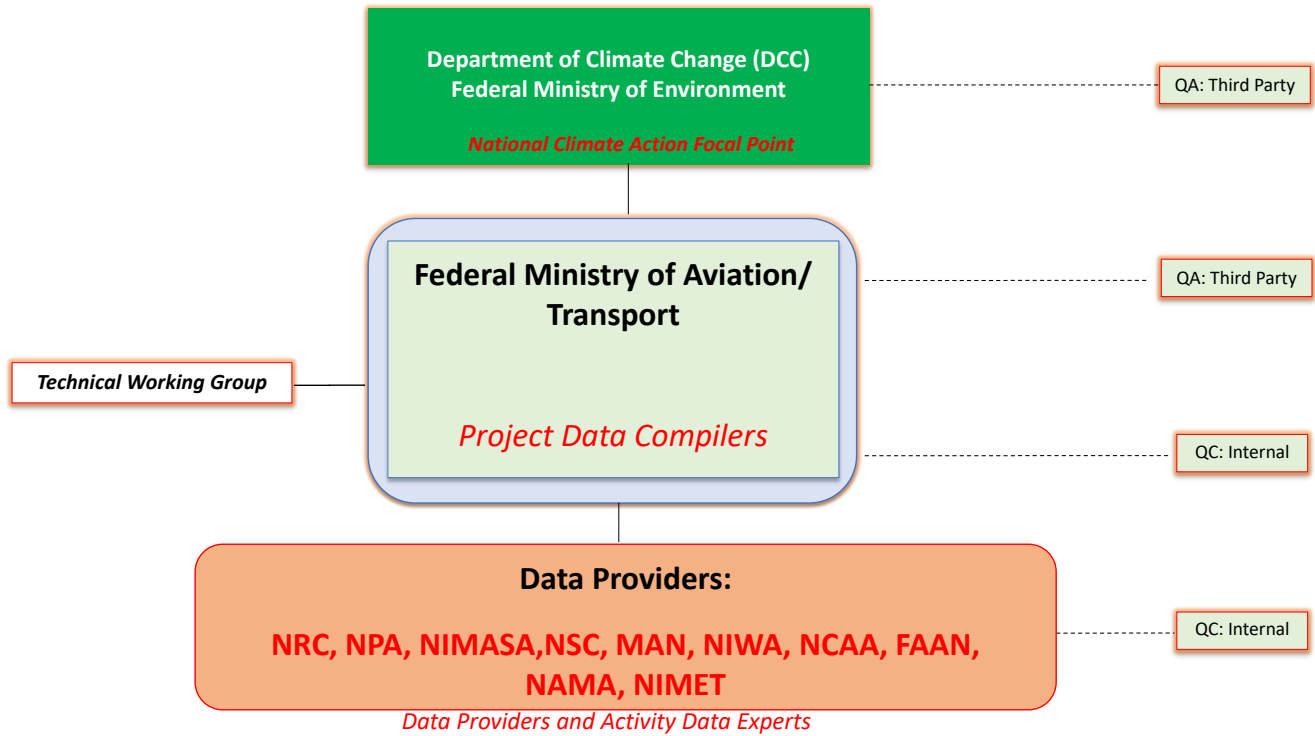 Department of Climate Change (DCC)
Federal Ministry of Environment
National Climate Action Focal Point
QA: Third Party
Federal Ministry of Aviation/
Transport
Project Data Compilers
QA: Third Party
Technical Working Group
QC: Internal
Data Providers:
NRC, NPA, NIMASA,NSC, MAN, NIWA, NCAA, FAAN,
NAMA, NIMET
QC: Internal
Data Providers and Activity Data Experts